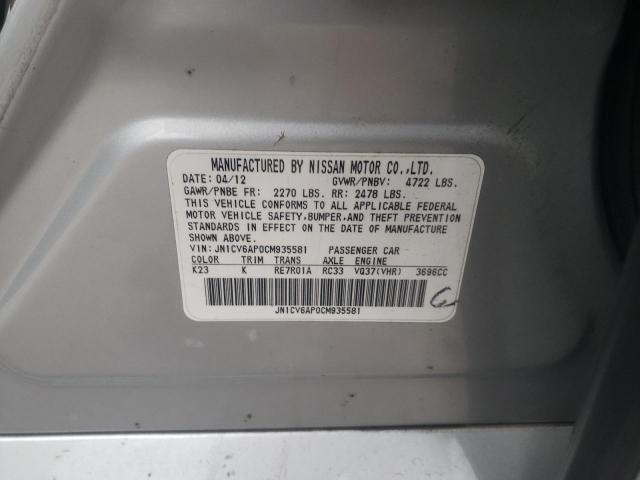 MANUFACTURED BY NISSAN MOTOR CO.,LTD.
DATE: 04/12 GVWR/PNBV: 4722 LBS.
GAWR/PNBE FR: 2270 LBS. RR: 2478 LBS.
THIS VEHICLE CONFORMS TO ALL APPLICABLE FEDERAL
MOTOR VEHICLE SAFETY,BUMPER,AND THEFT PREVENTION
STANDARDS IN EFFECT ON THE DATE OF MANUFACTURE
SHOWN ABOVE.
VIN: JN1CV6AP0CM935581 PASSENGER CAR
COLOR TRIM TRANS AXLE ENGINE
K23 K RE7R01A RC33 VQ37(VHR) 3696CC
JN1CV6AP0CM935581